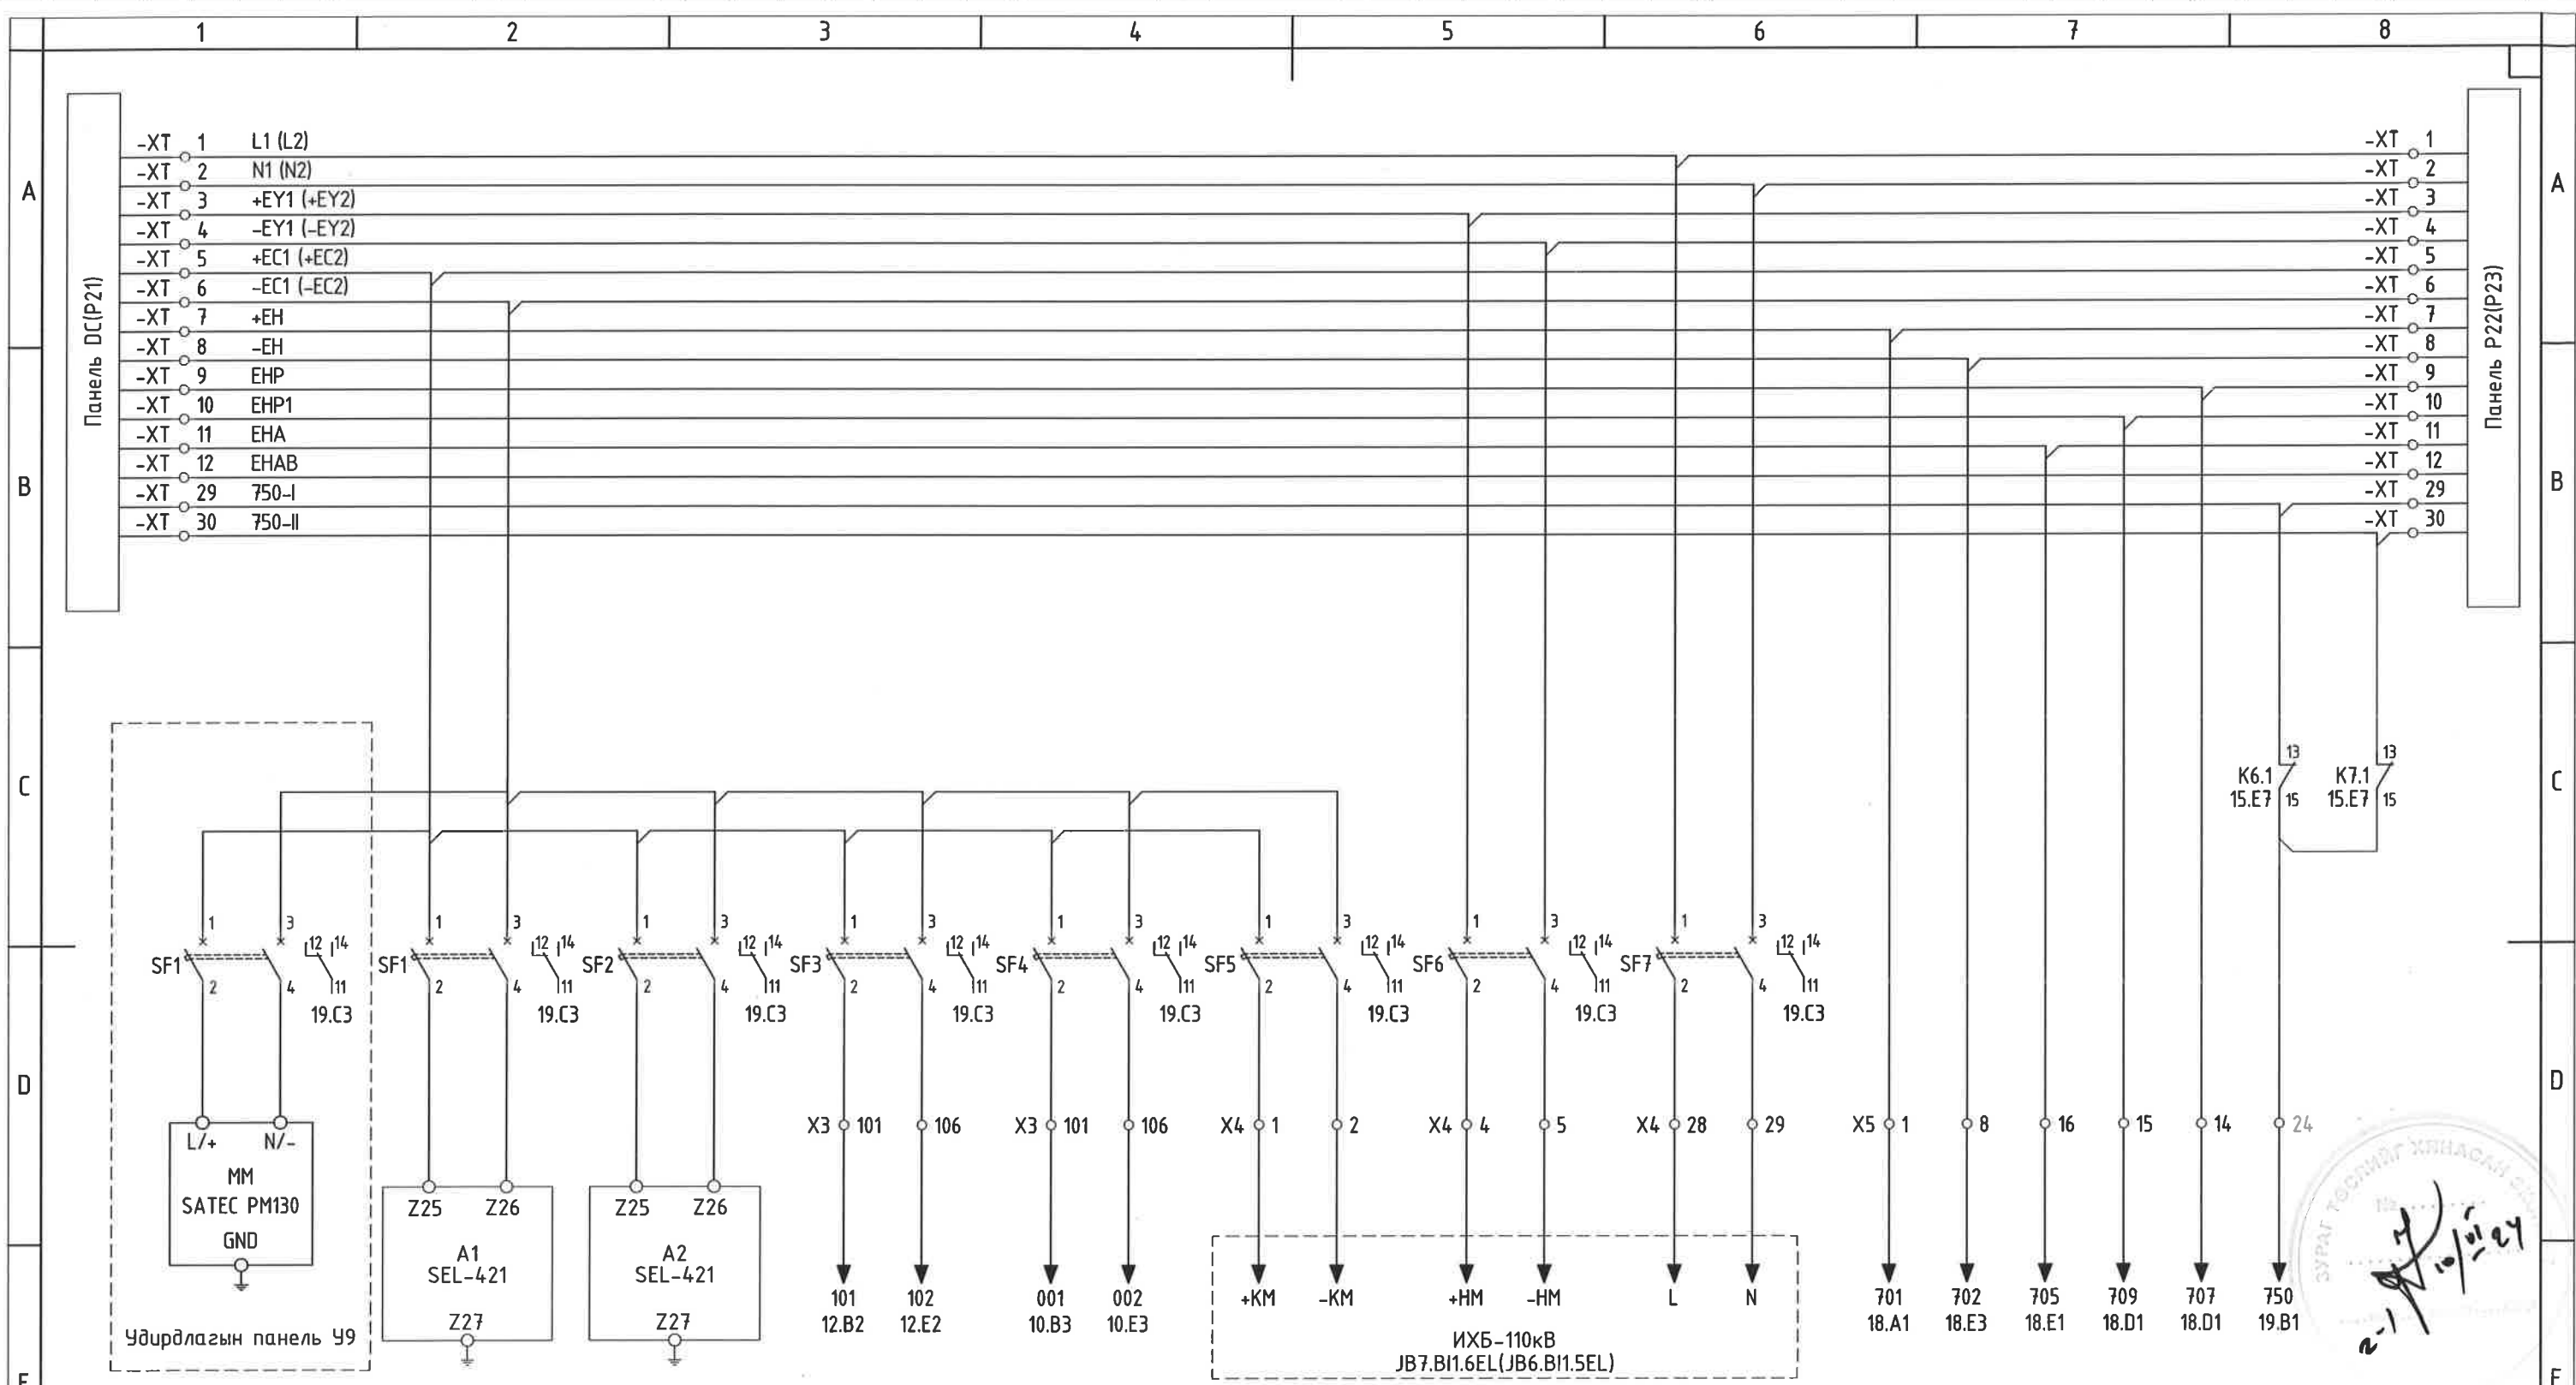 1 2 3 4 5 6 7 8
A A
B B
C C
D D
E E
Панель DC(P21)
-XT 1 L1 (L2)
-XT 2 N1 (N2)
-XT 3 +EY1 (+EY2)
-XT 4 -EY1 (-EY2)
-XT 5 +EC1 (+EC2)
-XT 6 -EC1 (-EC2)
-XT 7 +EH
-XT 8 -EH
-XT 9 EHP
-XT 10 EHP1
-XT 11 EHA
-XT 12 EHAB
-XT 29 750-I
-XT 30 750-II
-XT 1
-XT 2
-XT 3
-XT 4
-XT 5
-XT 6
-XT 7
-XT 8
-XT 9
-XT 10
-XT 11
-XT 12
-XT 29
-XT 30
Панель P22(P23)
13 13
K6.1 K7.1
15.E7 15 15.E7 15
1 3 1 3 1 3 1 3 1 3 1 3 1 3 1 3
12 14 12 14 12 14 12 14 12 14 12 14 12 14 12 14
SF1 SF1 SF2 SF3 SF4 SF5 SF6 SF7
2 4 11 2 4 11 2 4 11 2 4 11 2 4 11 2 4 11 2 4 11 2 4 11
19.C3 19.C3 19.C3 19.C3 19.C3 19.C3 19.C3 19.C3
X3 101 106 X3 101 106 X4 1 2 X4 4 5 X4 28 29 X5 1 8 16 15 14 24
L/+ N/-
MM
SATEC PM130
GND
Удирдлагын панель У9
Z25 Z26
A1
SEL-421
Z27
Z25 Z26
A2
SEL-421
Z27
101 102 001 002 +KM -KM +HM -HM L N 701 702 705 709 707 750
12.B2 12.E2 10.B3 10.E3 18.A1 18.E3 18.E1 18.D1 18.D1 19.B1
ИХБ-110кВ
JB7.BI1.6EL(JB6.BI1.5EL)
ЗУРАГ ТӨСЛИЙГ ХЯНАСАН
№